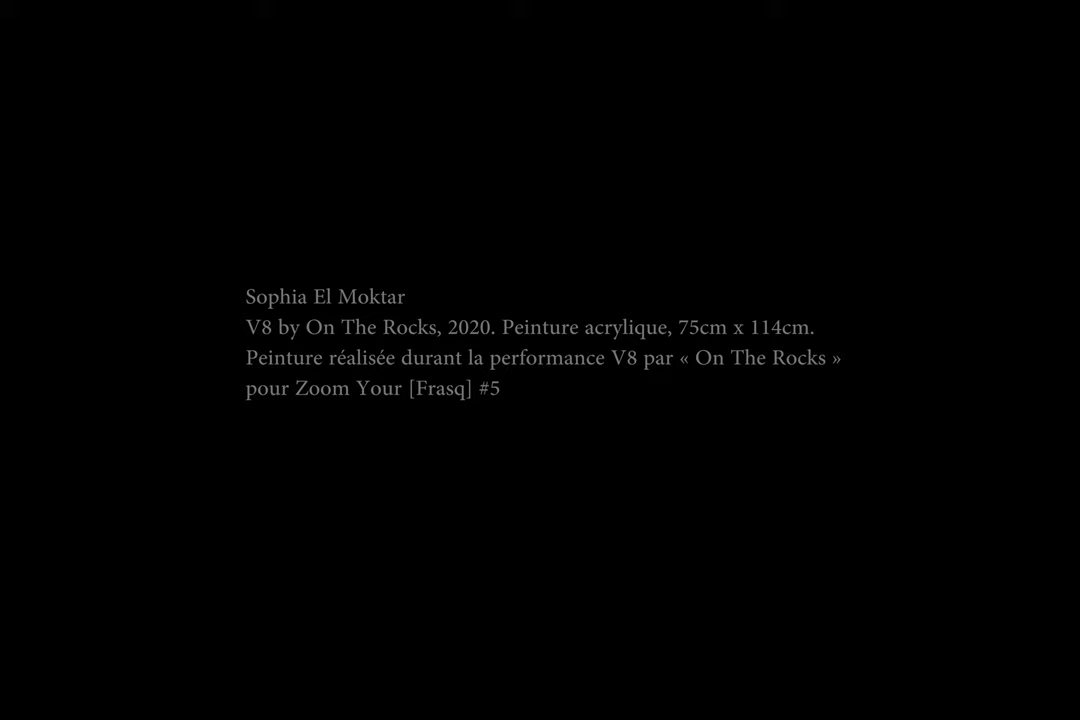 Sophia El Moktar
V8 by On The Rocks, 2020. Peinture acrylique, 75cm x 114cm.
Peinture réalisée durant la performance V8 par « On The Rocks »
pour Zoom Your [Frasq] #5